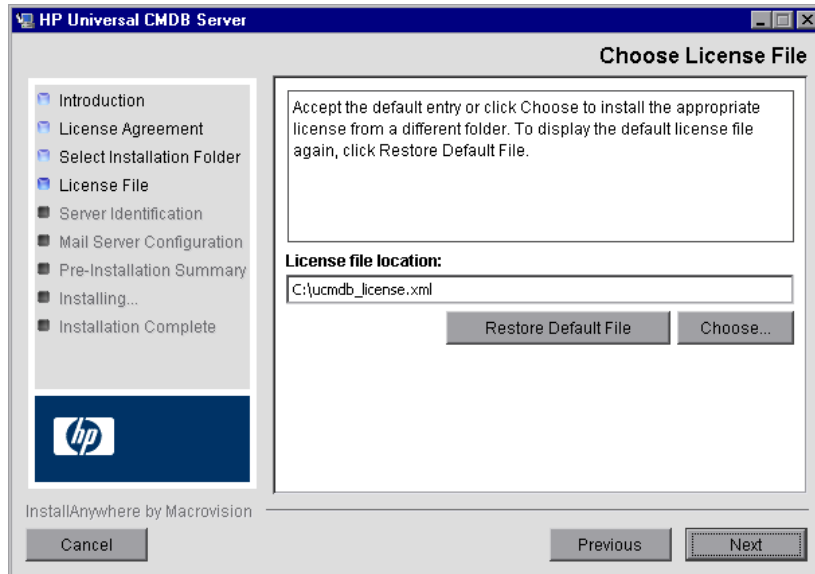 HP Universal CMDB Server
Choose License File
Introduction
License Agreement
Select Installation Folder
License File
Server Identification
Mail Server Configuration
Pre-Installation Summary
Installing...
Installation Complete
Accept the default entry or click Choose to install the appropriate
license from a different folder. To display the default license file
again, click Restore Default File.
License file location:
C:\ucmdb_license.xml
Restore Default File
Choose...
hp
InstallAnywhere by Macrovision
Cancel
Previous
Next